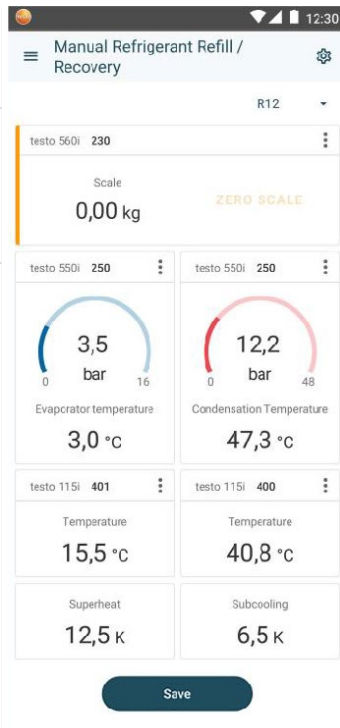 12:30
Manual Refrigerant Refill /
Recovery
R12
testo 560i 230
Scale
0,00 kg
ZERO SCALE
testo 550i 250
3,5
bar
0
16
Evaporator temperature
3,0 °C
testo 550i 250
12,2
bar
0
48
Condensation Temperature
47,3 °C
testo 115i 401
Temperature
15,5 °C
testo 115i 400
Temperature
40,8 °C
Superheat
12,5 K
Subcooling
6,5 K
Save